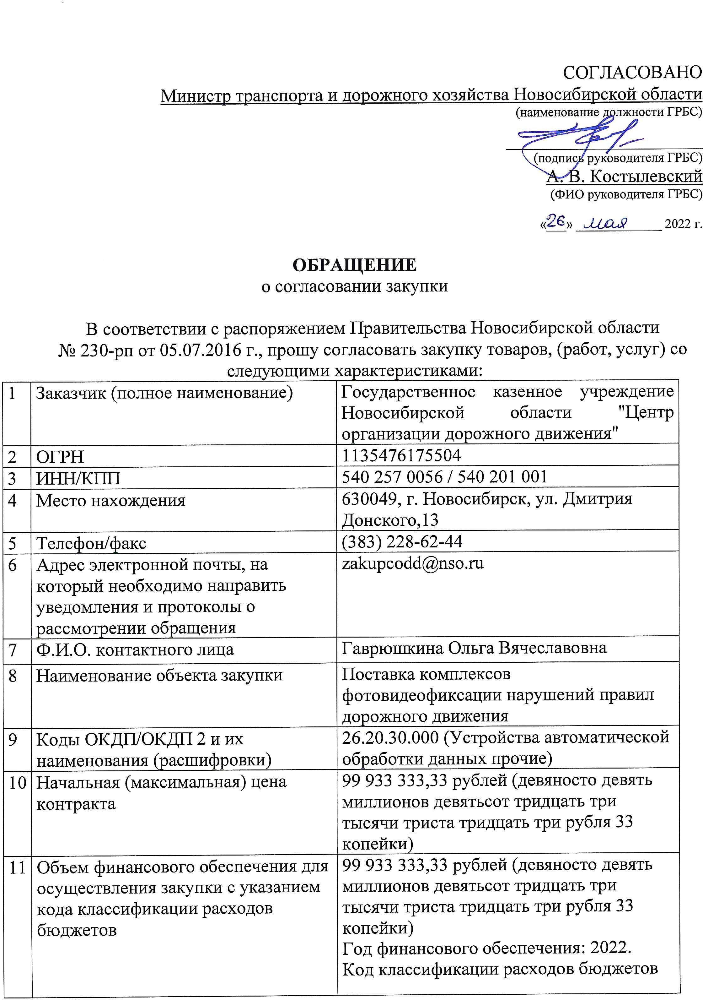 СОГЛАСОВАНО
Министр транспорта и дорожного хозяйства Новосибирской области
(наименование должности ГРБС)
(подпись руководителя ГРБС)
А. В. Костылевский
(ФИО руководителя ГРБС)
«26» мая 2022 г.
ОБРАЩЕНИЕ
о согласовании закупки
В соответствии с распоряжением Правительства Новосибирской области
№ 230-рп от 05.07.2016 г., прошу согласовать закупку товаров, (работ, услуг) со
следующими характеристиками:
1 Заказчик (полное наименование) Государственное казенное учреждение
Новосибирской области "Центр
организации дорожного движения"
2 ОГРН 1135476175504
3 ИНН/КПП 540 257 0056 / 540 201 001
4 Место нахождения 630049, г. Новосибирск, ул. Дмитрия
Донского,13
5 Телефон/факс (383) 228-62-44
6 Адрес электронной почты, на zakupcodd@nso.ru
который необходимо направить
уведомления и протоколы о
рассмотрении обращения
7 Ф.И.О. контактного лица Гаврюшкина Ольга Вячеславовна
8 Наименование объекта закупки Поставка комплексов
фотовидеофиксации нарушений правил
дорожного движения
9 Коды ОКДП/ОКДП 2 и их 26.20.30.000 (Устройства автоматической
наименования (расшифровки) обработки данных прочие)
10 Начальная (максимальная) цена 99 933 333,33 рублей (девяносто девять
контракта миллионов девятьсот тридцать три
тысячи триста тридцать три рубля 33
копейки)
11 Объем финансового обеспечения для 99 933 333,33 рублей (девяносто девять
осуществления закупки с указанием миллионов девятьсот тридцать три
кода классификации расходов тысячи триста тридцать три рубля 33
бюджетов копейки)
Год финансового обеспечения: 2022.
Код классификации расходов бюджетов